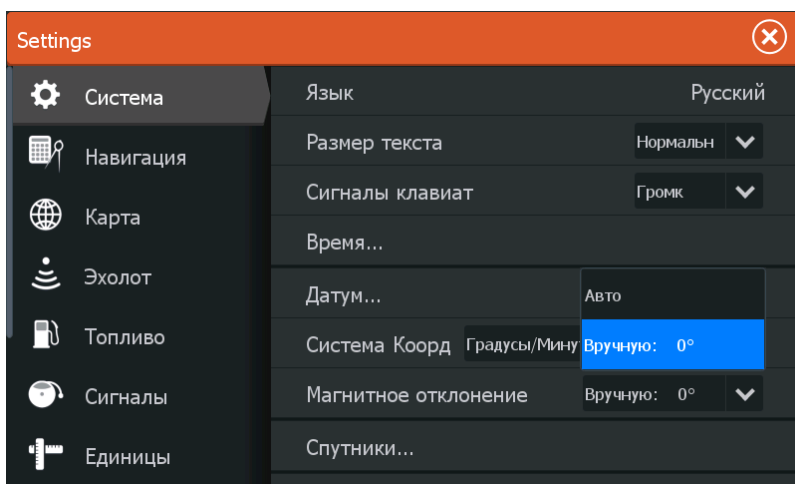 Settings
Система
Навигация
Карта
Эхолот
Топливо
Сигналы
Единицы
Язык Русский
Размер текста Нормальн
Сигналы клавиат Громк
Время...
Датум...
Авто
Система Коорд Градусы/Мину
Вручную: 0°
Магнитное отклонение Вручную: 0°
Спутники...